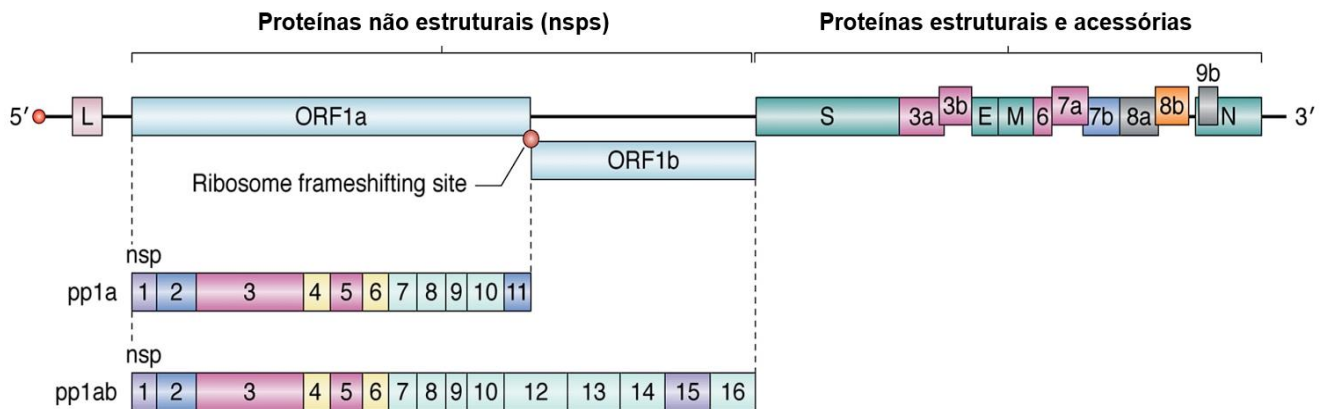 Proteínas não estruturais (nsps) Proteínas estruturais e acessórias
9b
5′ L ORF1a S 3a 3b E M 6 7a 7b 8a 8b N 3′
ORF1b
Ribosome frameshifting site
nsp
pp1a 1 2 3 4 5 6 7 8 9 10 11
nsp
pp1ab 1 2 3 4 5 6 7 8 9 10 12 13 14 15 16